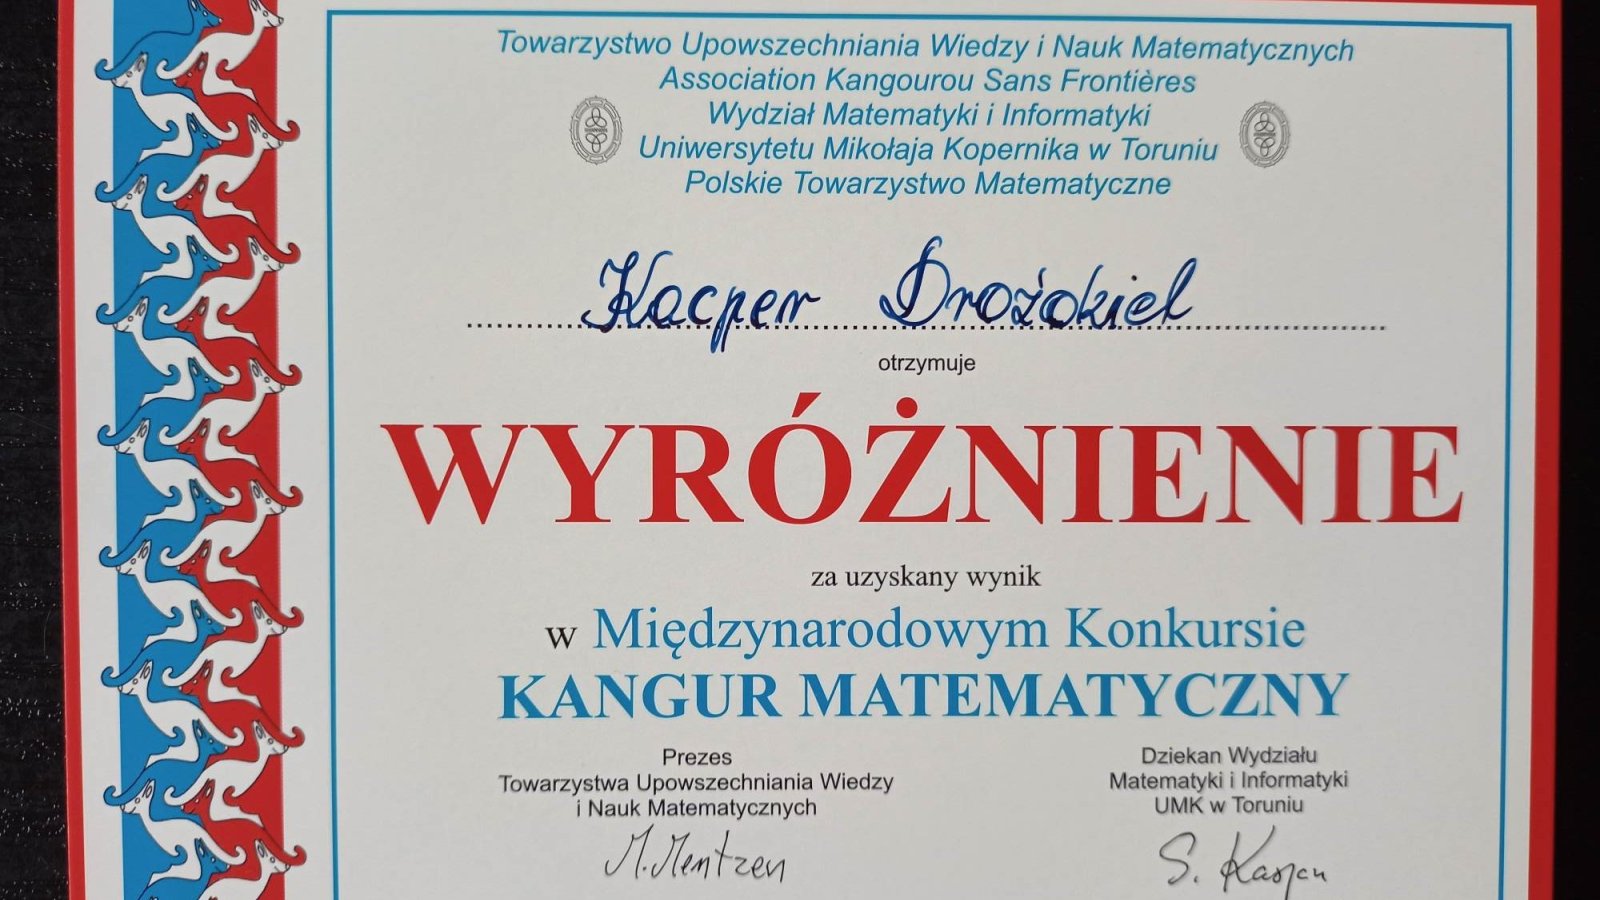 Towarzystwo Upowszechniania Wiedzy i Nauk Matematycznych
Association Kangourou Sans Frontières
Wydział Matematyki i Informatyki
Uniwersytetu Mikołaja Kopernika w Toruniu
Polskie Towarzystwo Matematyczne
Kacper Drożokiel
otrzymuje
WYRÓŻNIENIE
za uzyskany wynik
w Międzynarodowym Konkursie
KANGUR MATEMATYCZNY
Prezes
Towarzystwa Upowszechniania Wiedzy
i Nauk Matematycznych
M. Mentzen
Dziekan Wydziału
Matematyki i Informatyki
UMK w Toruniu
S. Kasjan